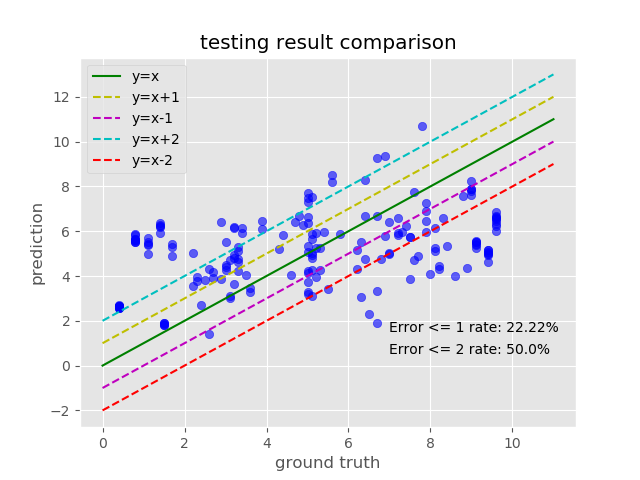 testing result comparison
y=x
y=x+1
y=x-1
y=x+2
y=x-2
12
10
8
6
4
2
0
−2
prediction
Error <= 1 rate: 22.22%
Error <= 2 rate: 50.0%
0 2 4 6 8 10
ground truth